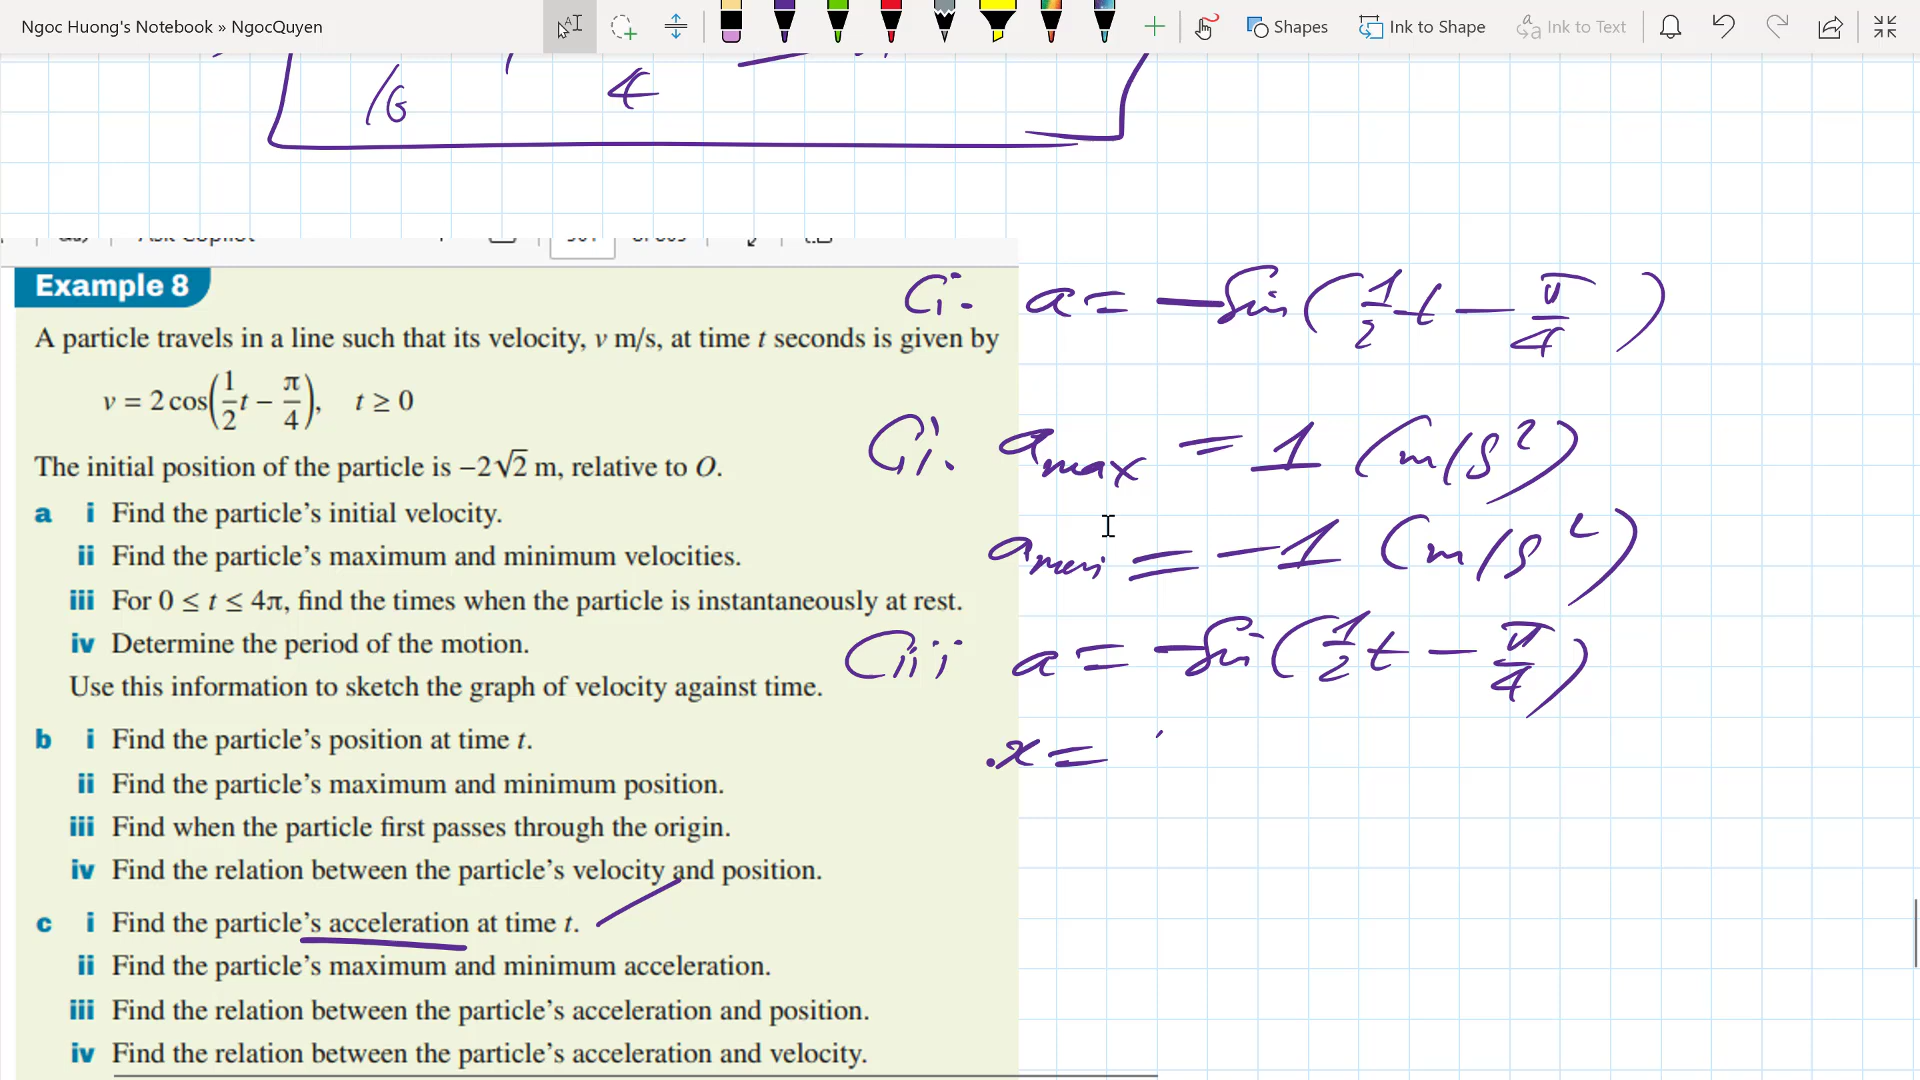 Ngoc Huong's Notebook » NgocQuyen
Shapes
Ink to Shape
Ink to Text
16
4
Example 8
A particle travels in a line such that its velocity, v m/s, at time t seconds is given by
v = 2 cos(1/2 t − π/4), t ≥ 0
The initial position of the particle is −2√2 m, relative to O.
a i Find the particle's initial velocity.
ii Find the particle's maximum and minimum velocities.
iii For 0 ≤ t ≤ 4π, find the times when the particle is instantaneously at rest.
iv Determine the period of the motion.
Use this information to sketch the graph of velocity against time.
b i Find the particle's position at time t.
ii Find the particle's maximum and minimum position.
iii Find when the particle first passes through the origin.
iv Find the relation between the particle's velocity and position.
c i Find the particle's acceleration at time t.
ii Find the particle's maximum and minimum acceleration.
iii Find the relation between the particle's acceleration and position.
iv Find the relation between the particle's acceleration and velocity.
Ci. a = −sin(1/2 t − π/4)
Cii. a max = 1 (m/s²)
a min = −1 (m/s²)
Ciii a = −sin(1/2 t − π/4)
.x =